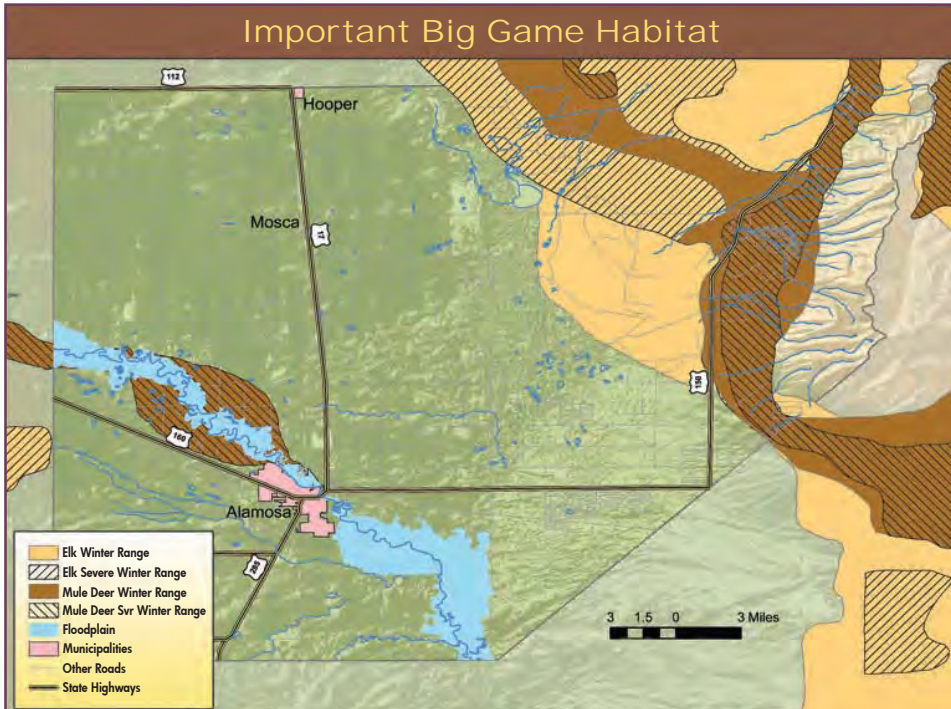 Important Big Game Habitat
112
Hooper
Mosca
17
150
160
Alamosa
285
Elk Winter Range
Elk Severe Winter Range
Mule Deer Winter Range
Mule Deer Svr Winter Range
Floodplain
Municipalities
Other Roads
State Highways
3 1.5 0 3 Miles